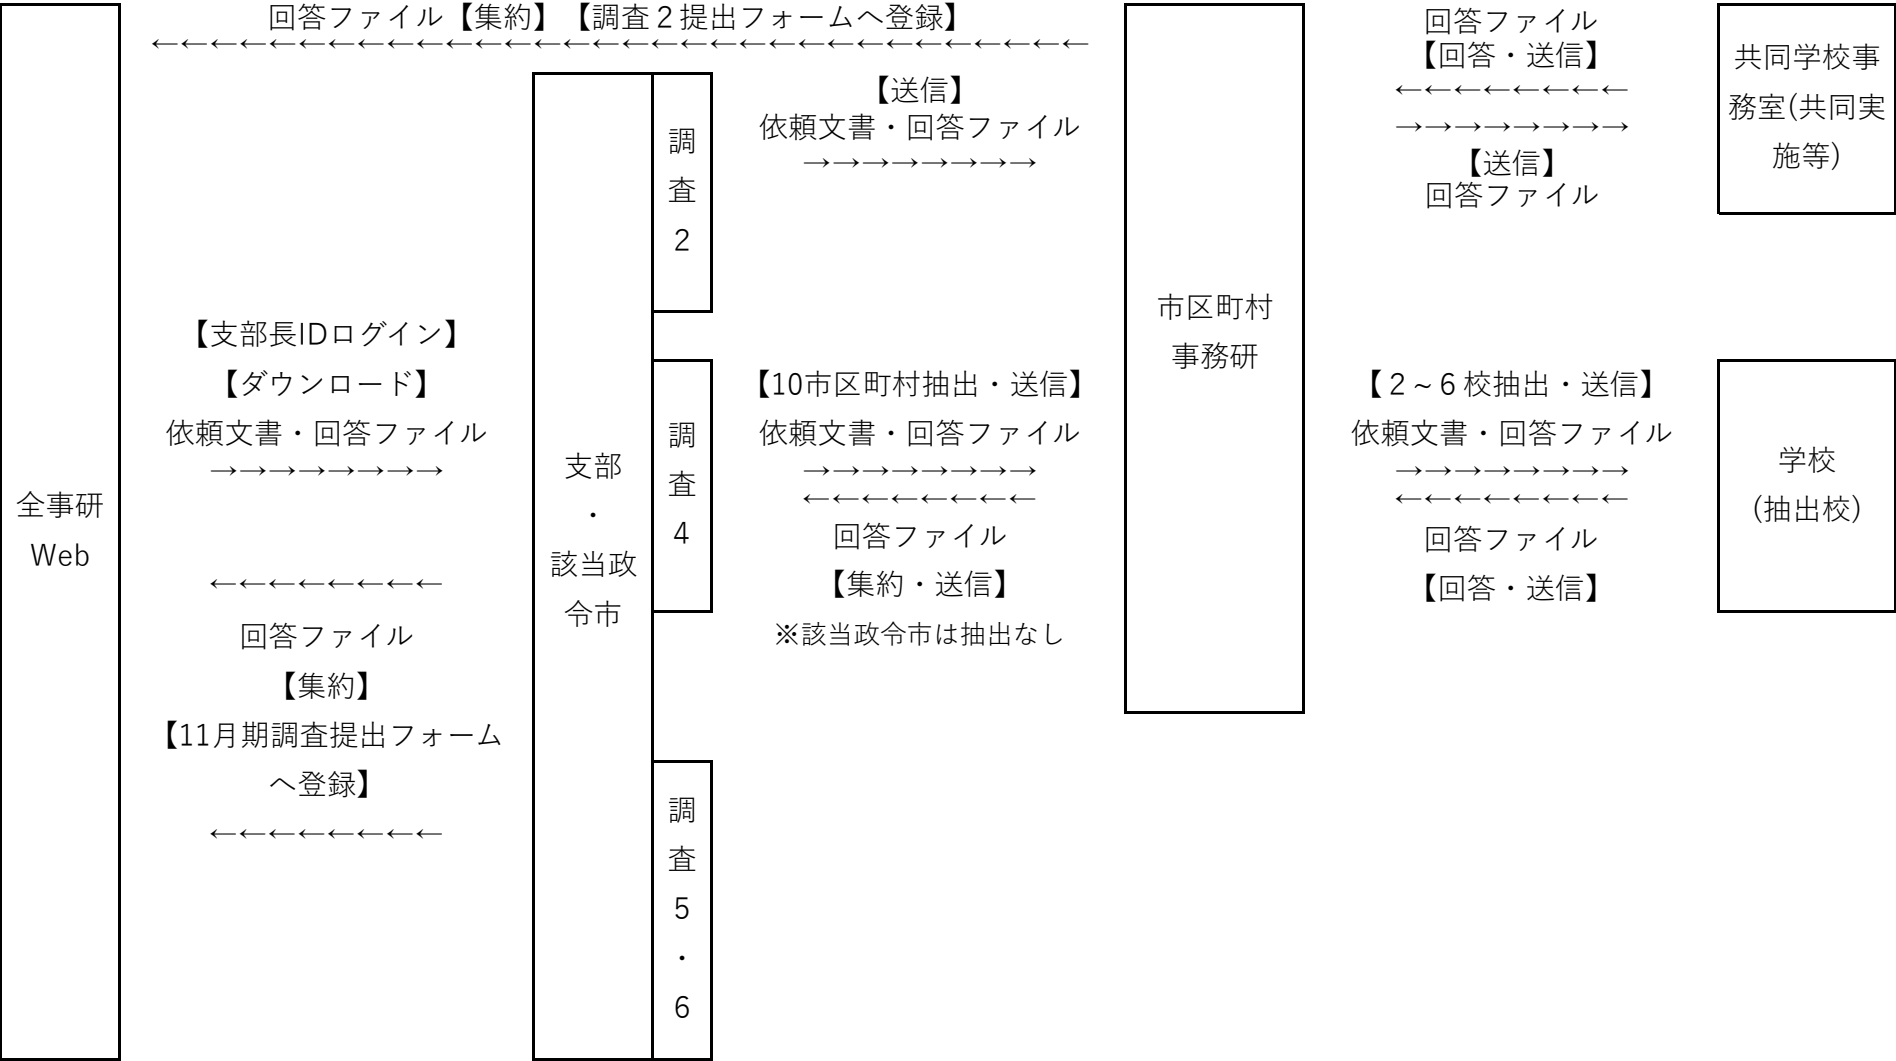 回答ファイル【集約】【調査２提出フォームへ登録】
←←←←←←←←←←←←←←←←←←←←←←←←←←←←←←←←
全事研
Web
【支部長IDログイン】
【ダウンロード】
依頼文書・回答ファイル
→→→→→→→→
←←←←←←←←
回答ファイル
【集約】
【11月期調査提出フォーム
へ登録】
←←←←←←←←
支部
・
該当政
令市
調
査
2
調
査
4
調
査
5
・
6
【送信】
依頼文書・回答ファイル
→→→→→→→→
【10市区町村抽出・送信】
依頼文書・回答ファイル
→→→→→→→→
←←←←←←←←
回答ファイル
【集約・送信】
※該当政令市は抽出なし
市区町村
事務研
回答ファイル
【回答・送信】
←←←←←←←←
→→→→→→→→
【送信】
回答ファイル
【２~６校抽出・送信】
依頼文書・回答ファイル
→→→→→→→→
←←←←←←←←
回答ファイル
【回答・送信】
共同学校事
務室(共同実
施等)
学校
(抽出校)